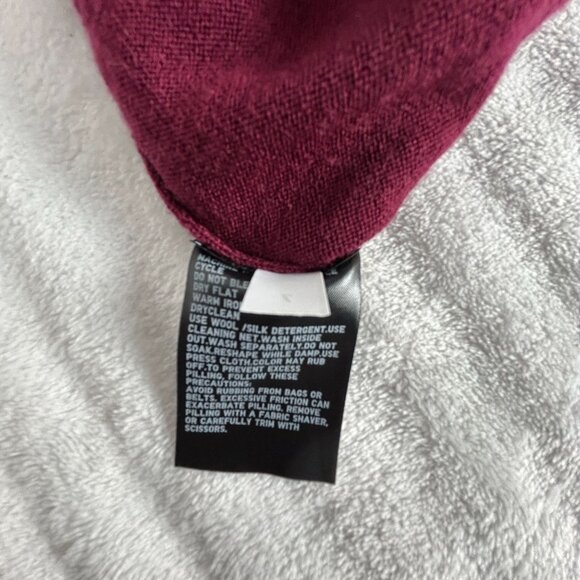 MACHINE
CYCLE
DO NOT BLE
DRY FLAT
WARM IRO
DRYCLEAN
USE WOOL /SILK DETERGENT.USE
CLEANING NET.WASH INSIDE
OUT.WASH SEPARATELY.DO NOT
SOAK.RESHAPE WHILE DAMP.USE
PRESS CLOTH.COLOR MAY RUB
OFF.TO PREVENT EXCESS
PILLING, FOLLOW THESE
PRECAUTIONS:
AVOID RUBBING FROM BAGS OR
BELTS. EXCESSIVE FRICTION CAN
EXACERBATE PILLING. REMOVE
PILLING WITH A FABRIC SHAVER,
OR CAREFULLY TRIM WITH
SCISSORS.